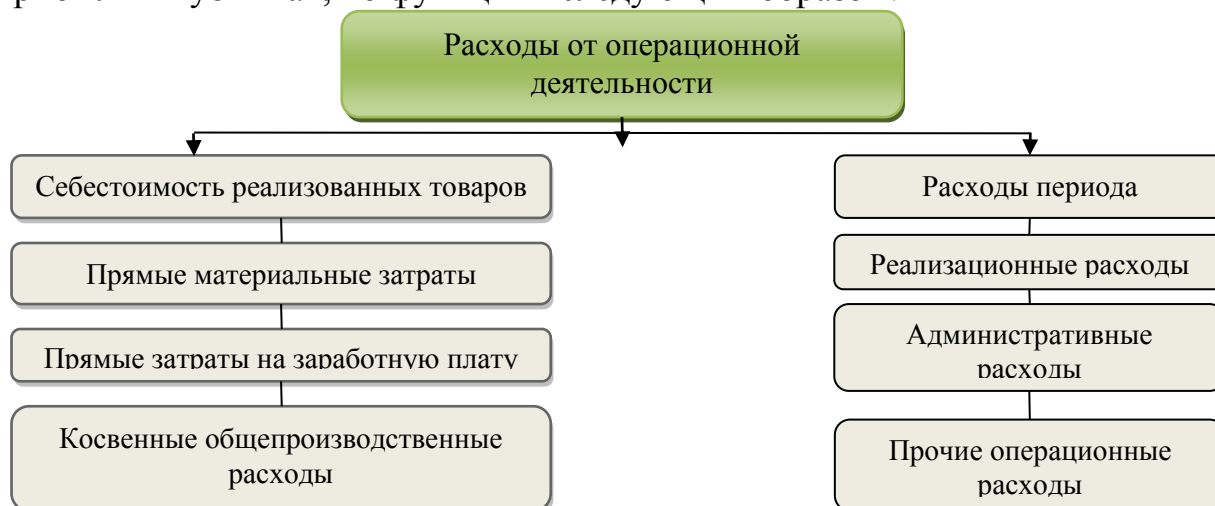 Расходы от операционной
деятельности
Себестоимость реализованных товаров
Расходы периода
Прямые материальные затраты
Реализационные расходы
Прямые затраты на заработную плату
Административные
расходы
Косвенные общепроизводственные
расходы
Прочие операционные
расходы